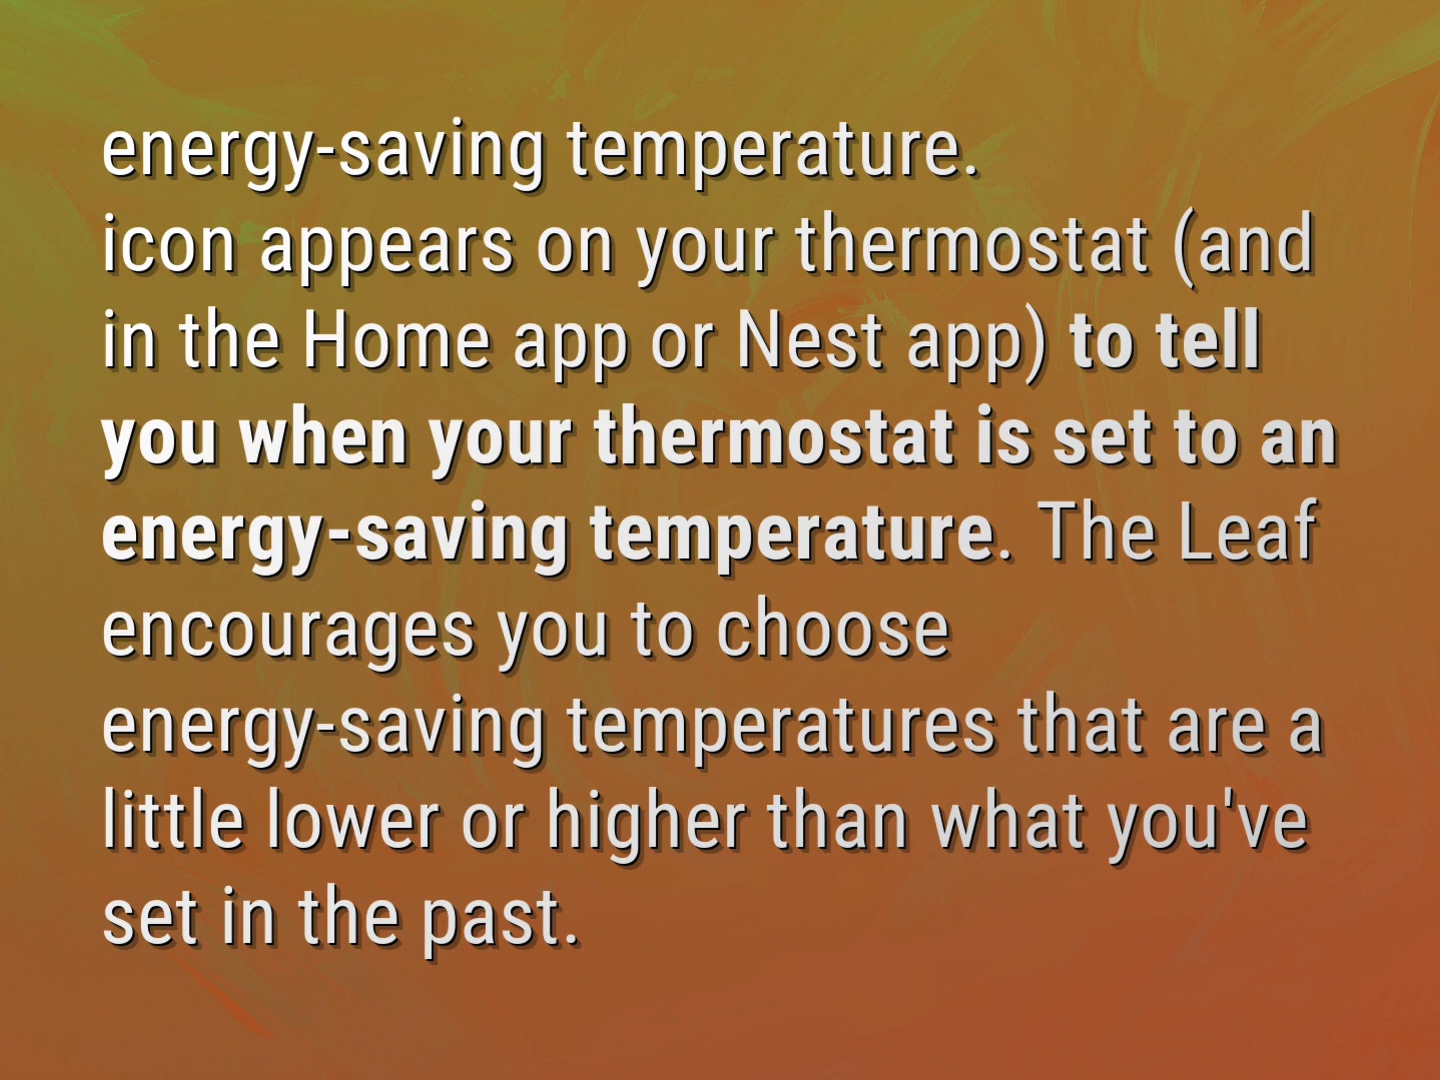 energy-saving temperature.
icon appears on your thermostat (and
in the Home app or Nest app) to tell
you when your thermostat is set to an
energy-saving temperature. The Leaf
encourages you to choose
energy-saving temperatures that are a
little lower or higher than what you've
set in the past.